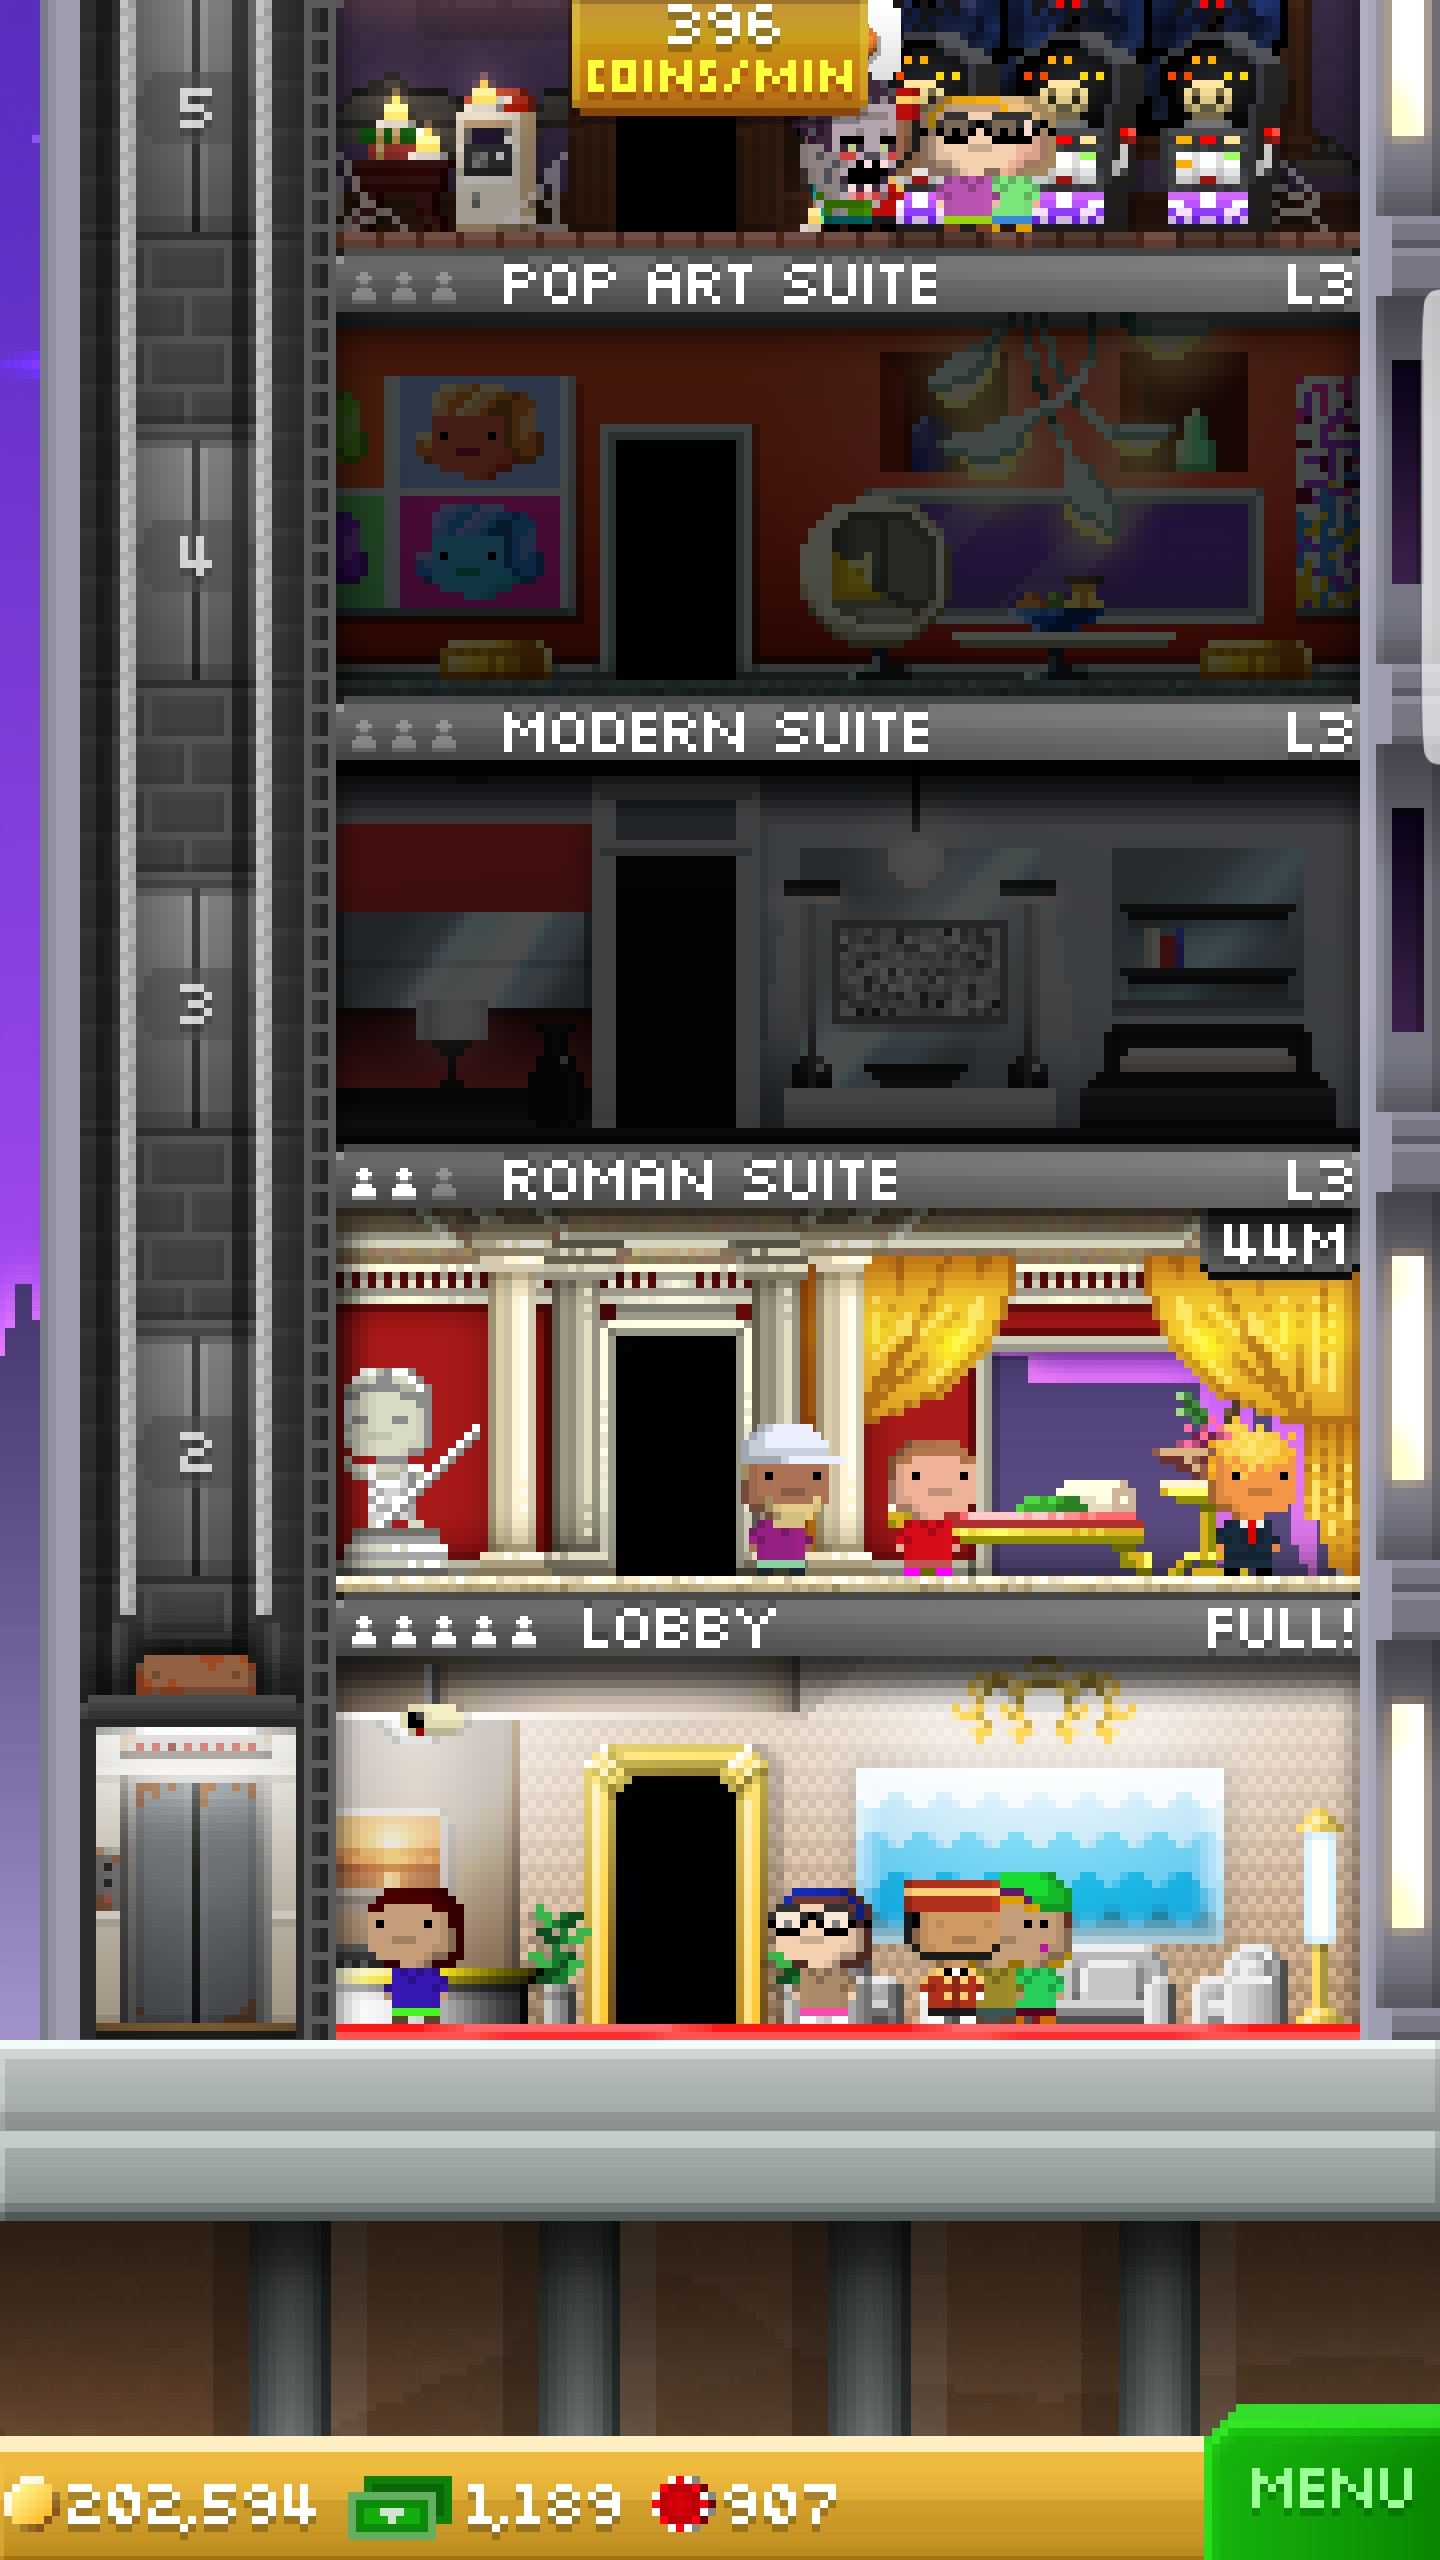 396
COINS/MIN
5
POP ART SUITE L3
4
MODERN SUITE L3
3
ROMAN SUITE L3
44M
2
LOBBY FULL!
202,594 1,189 907
MENU